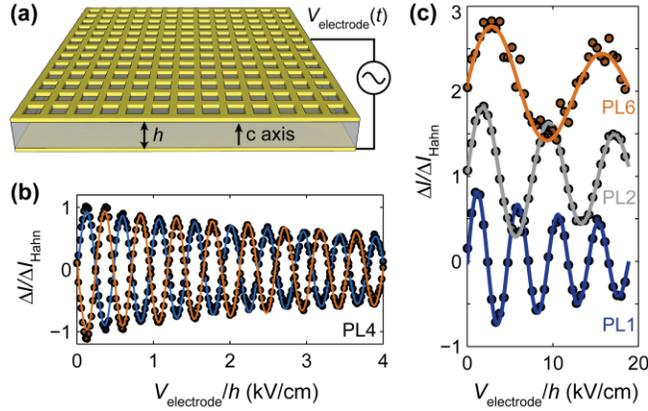 (a)
V_electrode(t)
h
c axis
(b)
ΔI/ΔI_Hahn
1
0
-1
PL4
0
1
2
3
4
V_electrode/h (kV/cm)
(c)
ΔI/ΔI_Hahn
3
2
1
0
−1
PL6
PL2
PL1
0
10
20
V_electrode/h (kV/cm)